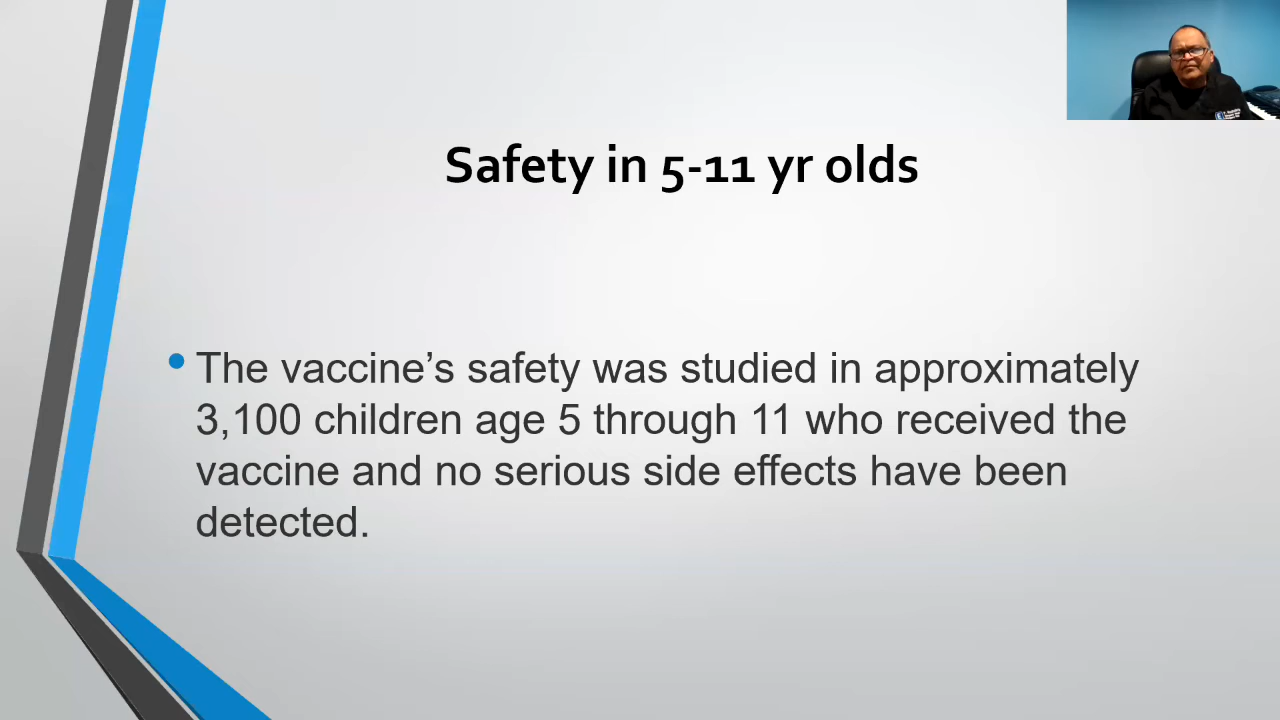 Safety in 5-11 yr olds
The vaccine’s safety was studied in approximately
3,100 children age 5 through 11 who received the
vaccine and no serious side effects have been
detected.